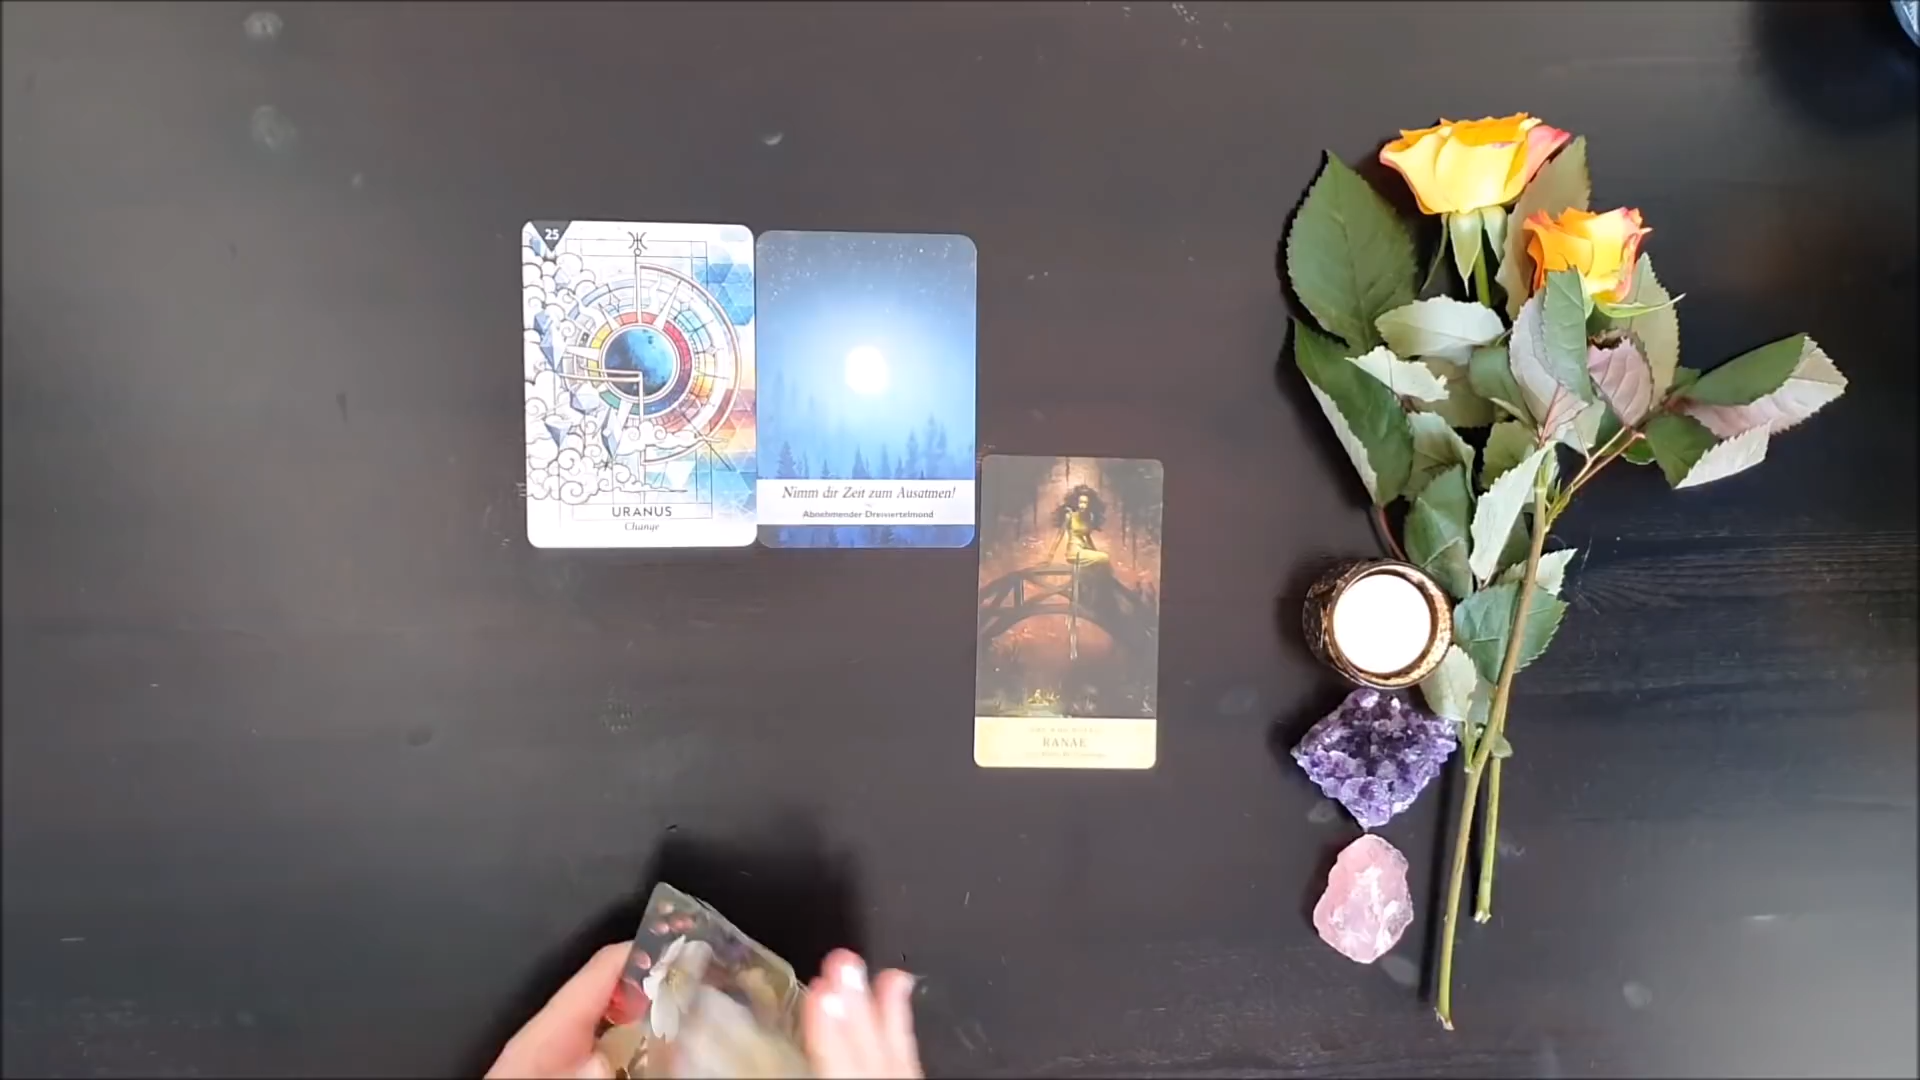 25
URANUS
Change
Nimm dir Zeit zum Ausatmen!
Abnehmender Dreiviertelmond
RANAE